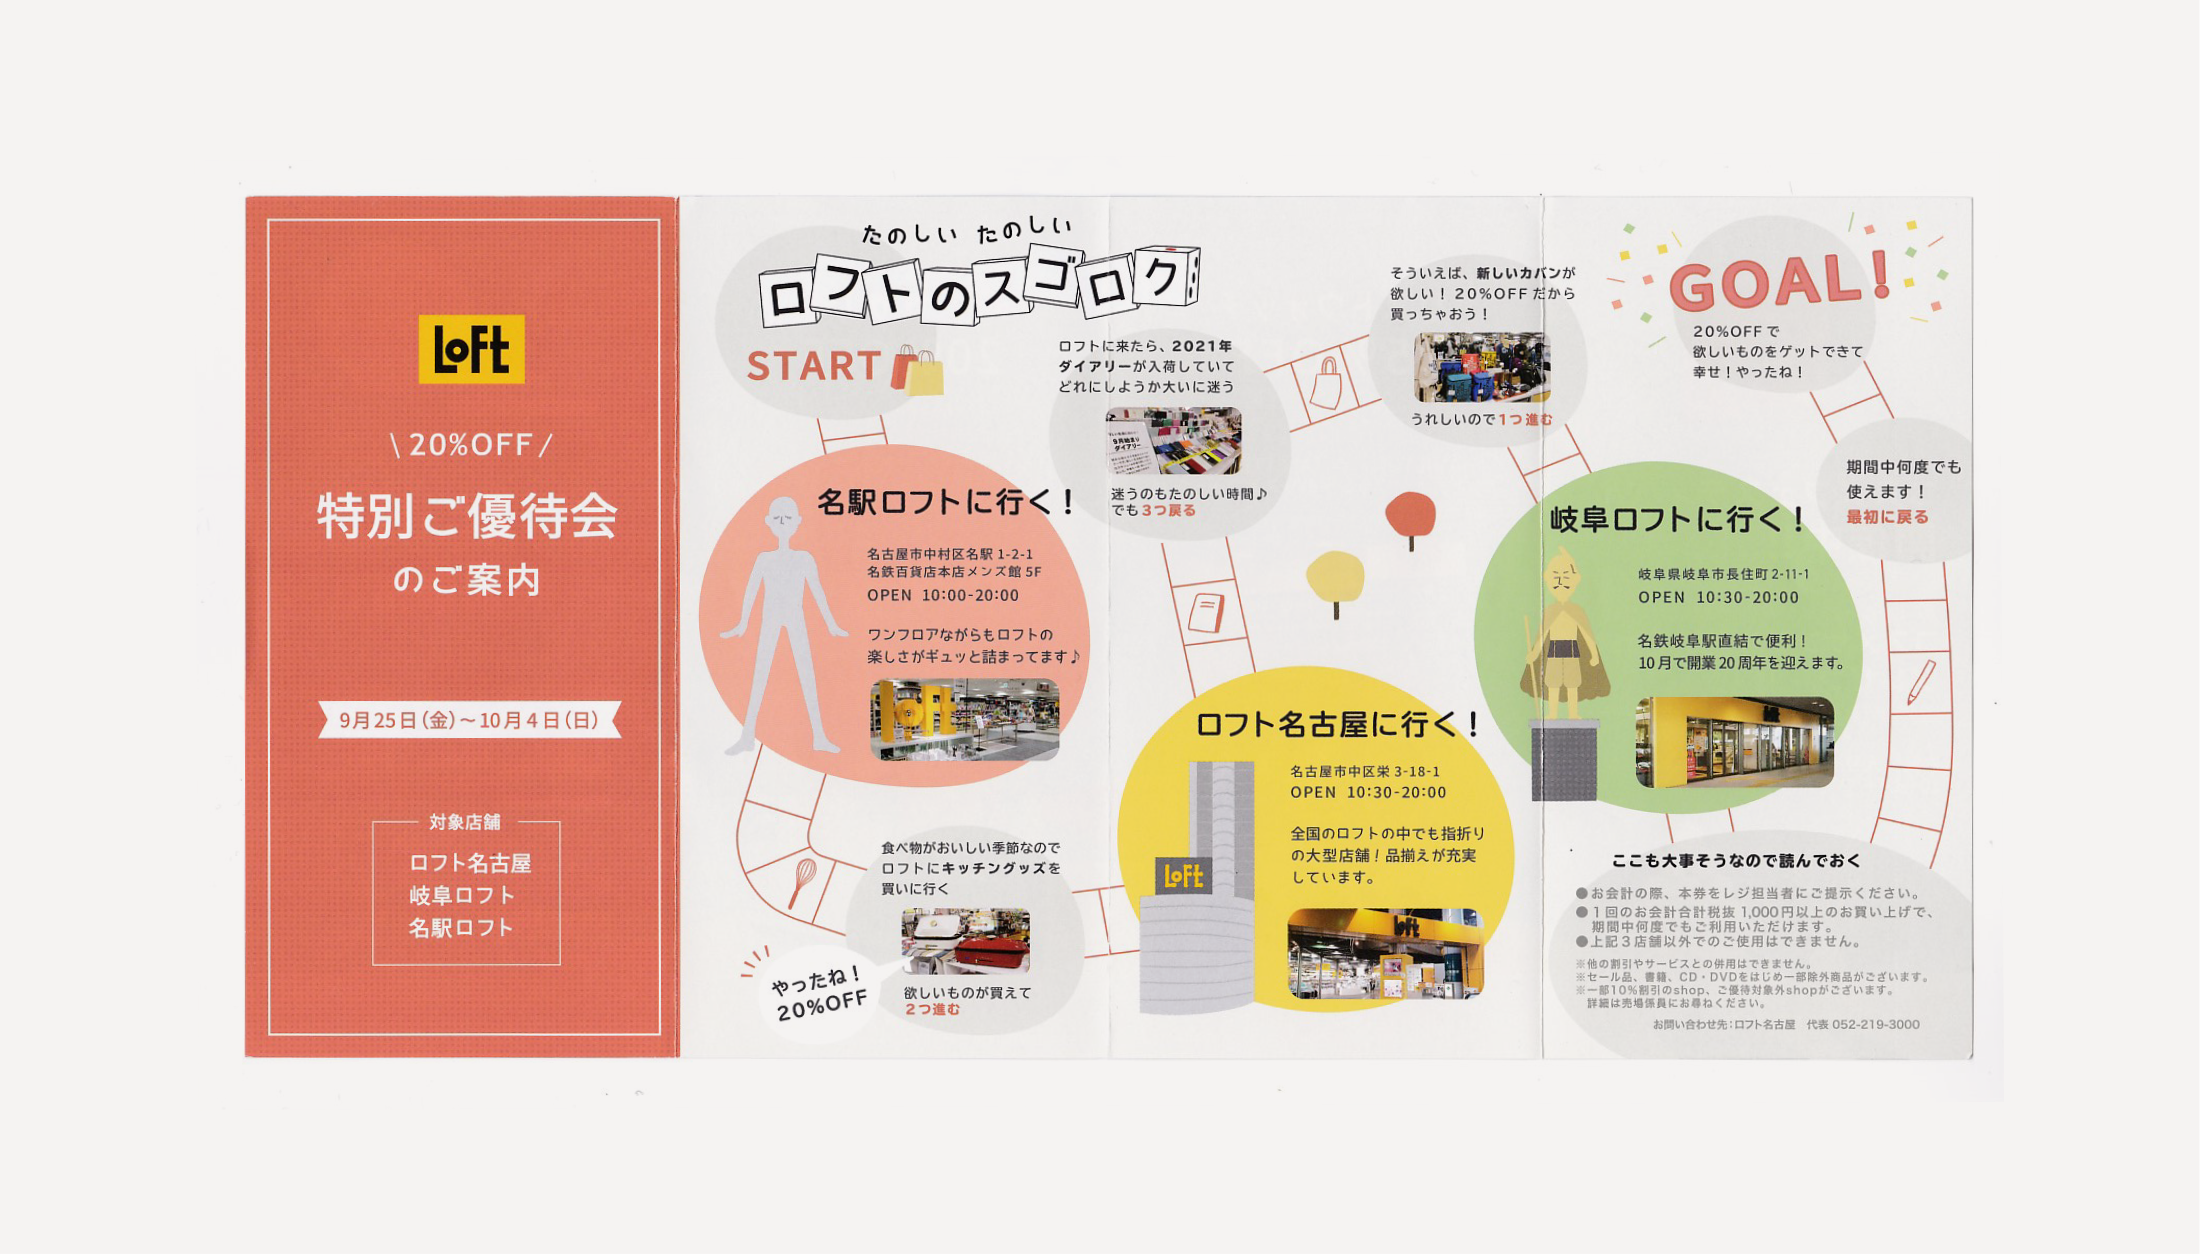 Loft
\ 20%OFF /
特別ご優待会
のご案内
9月25日(金)～10月4日(日)
対象店舗
ロフト名古屋
岐阜ロフト
名駅ロフト
たのしい たのしい
ロフトのスゴロク
START
名駅ロフトに行く！
名古屋市中村区名駅 1-2-1
名鉄百貨店本店メンズ館 5F
OPEN 10:00-20:00
ワンフロアながらもロフトの
楽しさがギュッと詰まってます♪
Loft
食べ物がおいしい季節なので
ロフトにキッチングッズを
買いに行く
やったね！
20%OFF
欲しいものが買えて
2つ進む
ロフト名古屋に行く！
名古屋市中区栄 3-18-1
OPEN 10:30-20:00
全国のロフトの中でも指折り
の大型店舗！品揃えが充実
しています。
Loft
Loft
ロフトに来たら、2021年
ダイアリーが入荷していて
どれにしようか大いに迷う
9月始まり
ダイアリー
迷うのもたのしい時間♪
でも3つ戻る
そういえば、新しいカバンが
欲しい！20%OFFだから
買っちゃおう！
うれしいので1つ進む
岐阜ロフトに行く！
岐阜県岐阜市長住町 2-11-1
OPEN 10:30-20:00
名鉄岐阜駅直結で便利！
10月で開業20周年を迎えます。
Loft
ここも大事そうなので読んでおく
●お会計の際、本券をレジ担当者にご提示ください。
●1回のお会計合計税抜 1,000円以上のお買い上げで、
期間中何度でもご利用いただけます。
●上記3店舗以外でのご使用はできません。
※他の割引やサービスとの併用はできません。
※セール品、書籍、CD・DVDをはじめ一部除外商品がございます。
※一部10%割引のshop、ご優待対象外shopがございます。
詳細は売場係員にお尋ねください。
お問い合わせ先：ロフト名古屋 代表 052-219-3000
期間中何度でも
使えます！
最初に戻る
GOAL!
20%OFFで
欲しいものをゲットできて
幸せ！やったね！